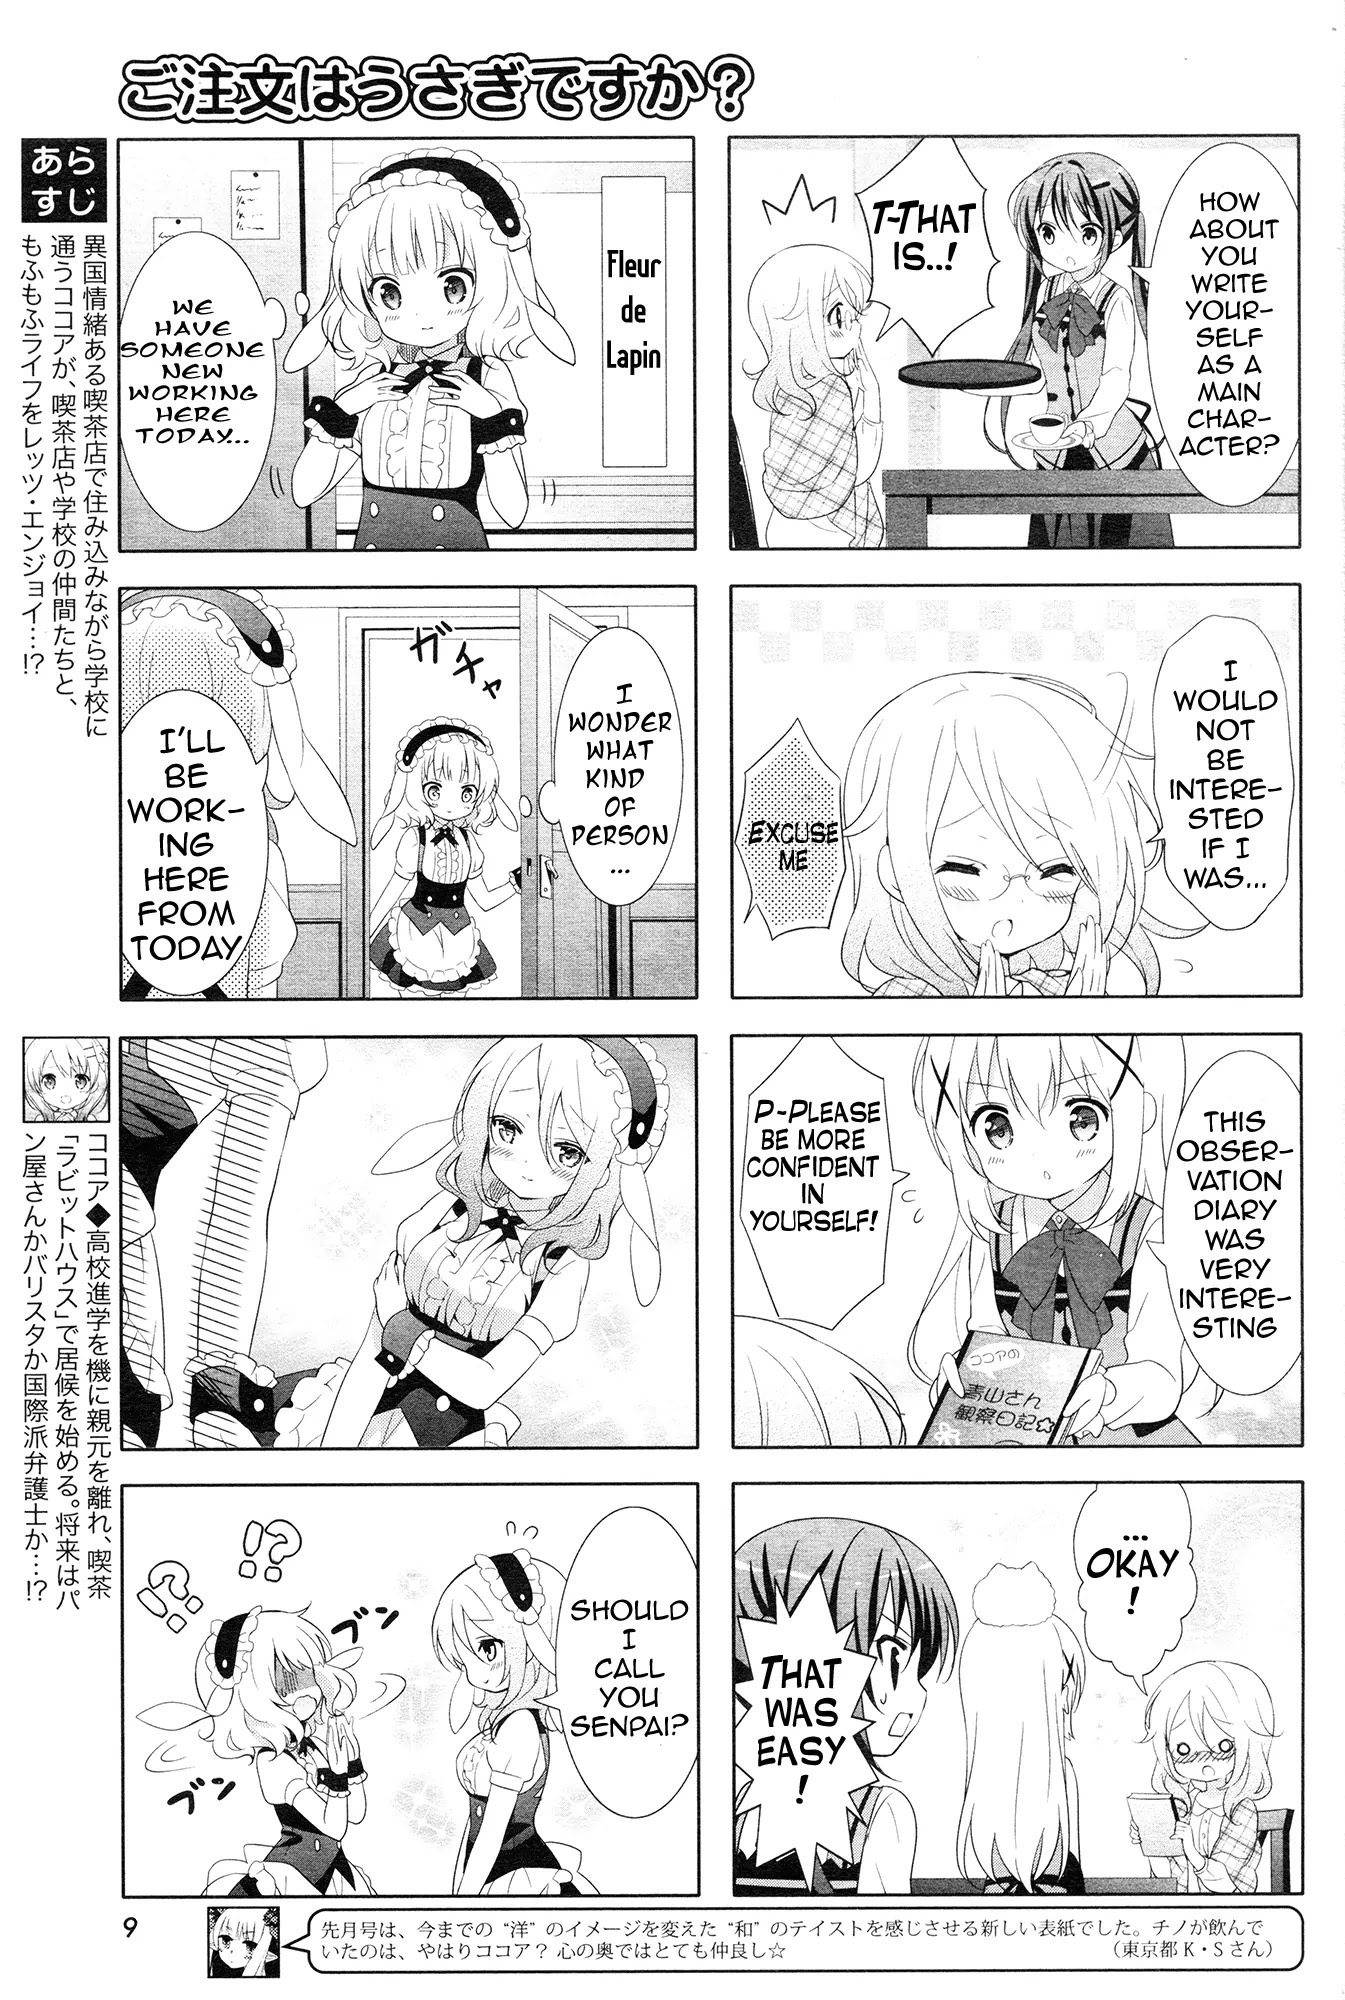 ご注文はうさぎですか？
HOW
ABOUT
YOU
WRITE
YOUR-
SELF
AS A
MAIN
CHAR-
ACTER?
T-THAT
IS..!
I
WOULD
NOT
BE
INTERE-
STED
IF I
WAS...
EXCUSE
ME
THIS
OBSER-
VATION
DIARY
WAS
VERY
INTERE-
STING
P-PLEASE
BE MORE
CONFIDENT
IN
YOURSELF!
ココアの
青山さん
観察日記☆
...
OKAY
!
THAT
WAS
EASY
!
Fleur
de
Lapin
WE
HAVE
SOMEONE
NEW
WORKING
HERE
TODAY...
I
WONDER
WHAT
KIND
OF
PERSON
...
ガチャ
I'LL
BE
WORK-
ING
HERE
FROM
TODAY
SHOULD
I
CALL
YOU
SENPAI?
!?
!?
!?
ブン
ブン
あら
すじ
異国情緒ある喫茶店で住み込みながら学校に
通うココアが、喫茶店や学校の仲間たちと、
もふもふライフをレッツ・エンジョイ…!?
ココア◆高校進学を機に親元を離れ、喫茶
「ラビットハウス」で居候を始める。将来はパ
ン屋さんかバリスタか国際派弁護士か…!?
9
先月号は、今までの“洋”のイメージを変えた“和”のテイストを感じさせる新しい表紙でした。チノが飲んで
いたのは、やはりココア？ 心の奥ではとても仲良し☆
（東京都 K・Sさん）